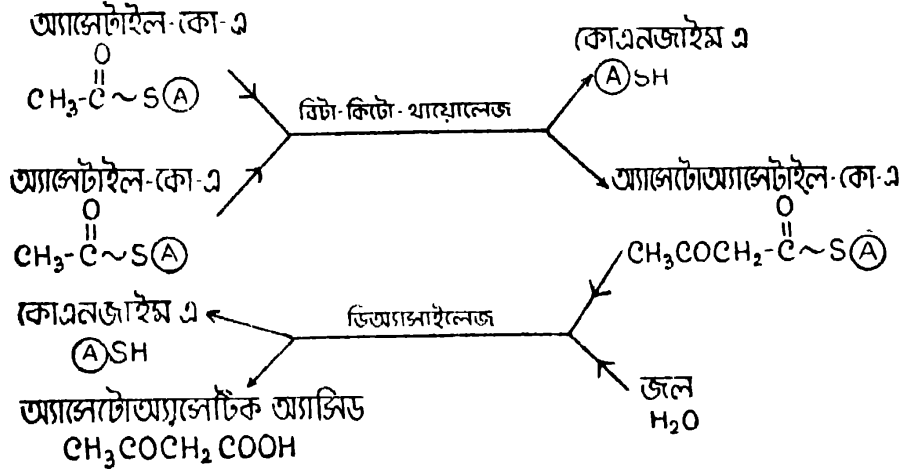 অ্যাসেটাইল-কো-এ
O
CH₃-C~S(A)
কোএনজাইম এ
(A)SH
বিটা-কিটো-থায়োলেজ
অ্যাসেটাইল-কো-এ
O
CH₃-C~S(A)
অ্যাসেটোঅ্যাসেটাইল-কো-এ
O
CH₃COCH₂-C~S(A)
কোএনজাইম এ
(A)SH
ডিঅ্যাসাইলেজ
জল
H₂O
অ্যাসেটোঅ্যাসেটিক অ্যাসিড
CH₃COCH₂COOH